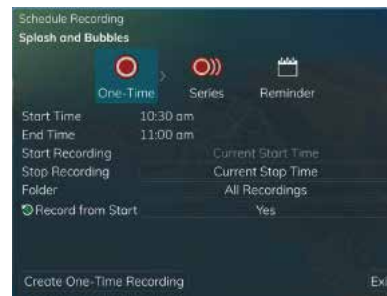 Schedule Recording
Splash and Bubbles
One-Time Series Reminder
Start Time 10:30 am
End Time 11:00 am
Start Recording Current Start Time
Stop Recording Current Stop Time
Folder All Recordings
Record from Start Yes
Create One-Time Recording Exi